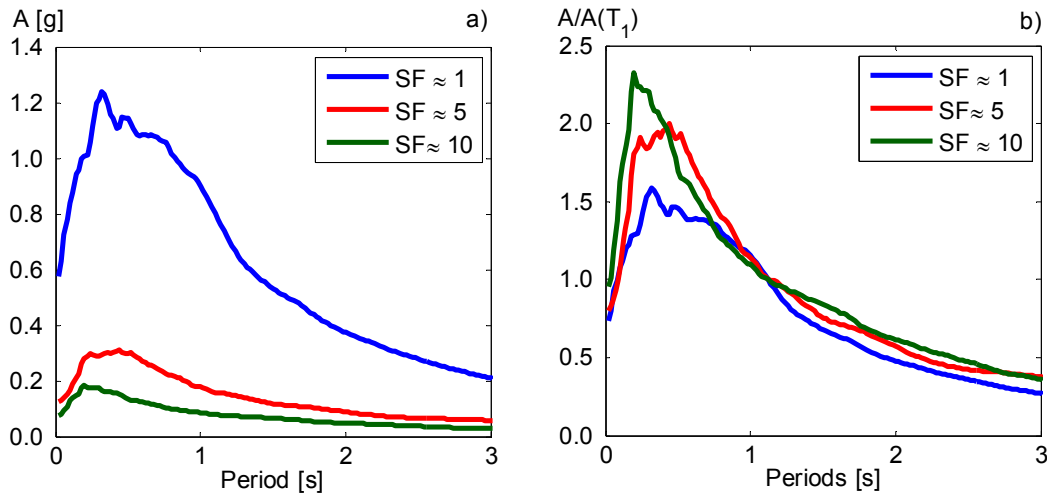 A [g]
a)
1.4
1.2
1.0
0.8
0.6
0.4
0.2
0.0
SF ≈ 1
SF ≈ 5
SF≈ 10
0
1
2
3
Period [s]
A/A(T1)
b)
2.5
2.0
1.5
1.0
0.5
0.0
SF ≈ 1
SF ≈ 5
SF ≈ 10
0
1
2
3
Periods [s]